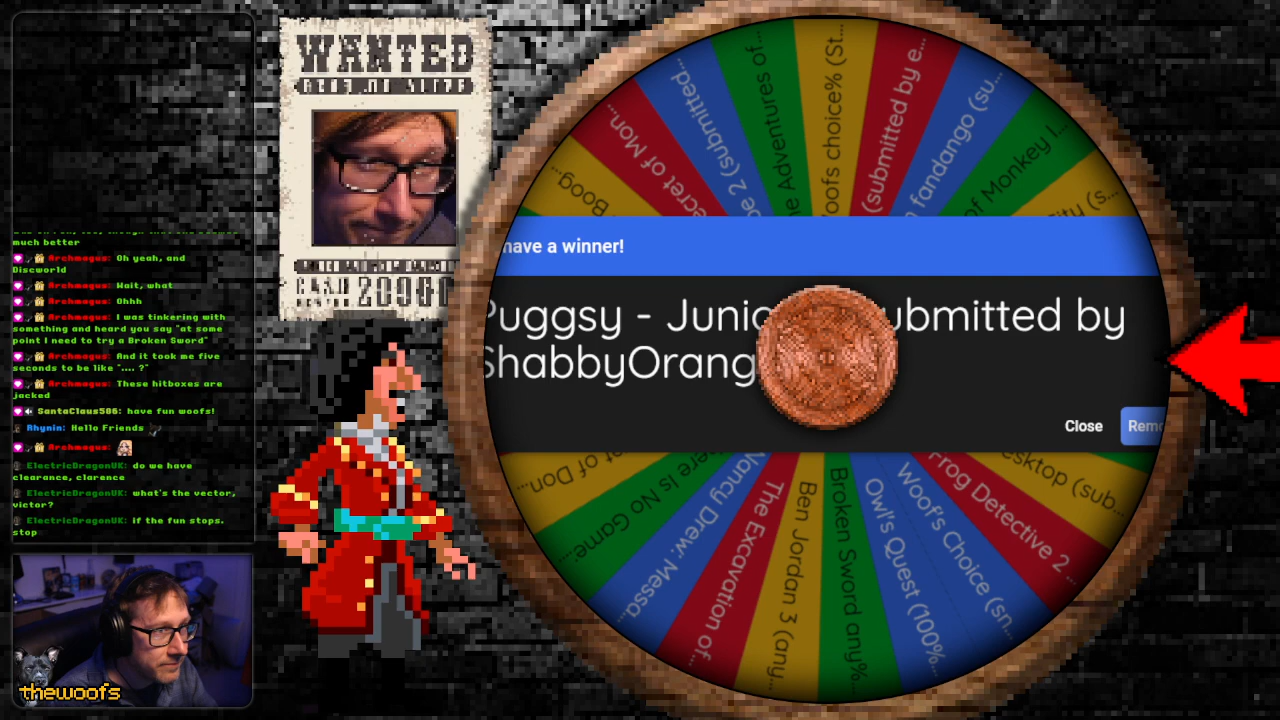 much better
Archmagus: Oh yeah, and
Discworld
Archmagus: Wait, what
Archmagus: Ohhh
Archmagus: I was tinkering with
something and heard you say "at some
point I need to try a Broken Sword"
Archmagus: And it took me five
seconds to be like ".... ?"
Archmagus: These hitboxes are
jacked
SantaClaus506: have fun woofs!
Rhynin: Hello Friends
Archmagus:
ElectricDragonUK: do we have
clearance, clarence
ElectricDragonUK: what's the vector,
victor?
ElectricDragonUK: if the fun stops.
stop
thewoofs
WANTED
20000
Boog...
ecret of Mon...
be 2 (submitted...
e Adventures of...
oofs choice% (St...
(submitted by e...
fandango (su...
of Monkey I...
ity (s...
have a winner!
Puggsy - Junio ubmitted by
ShabbyOrang
Close
Remo
t of Don...
ere Is No Game...
Nancy Drew: Messa...
The Excavation of...
Ben Jordan 3 (any...
Broken Sword any%
Owl's Quest (100%...
Woof's Choice (sn...
Frog Detective 2 ...
esktop (sub...